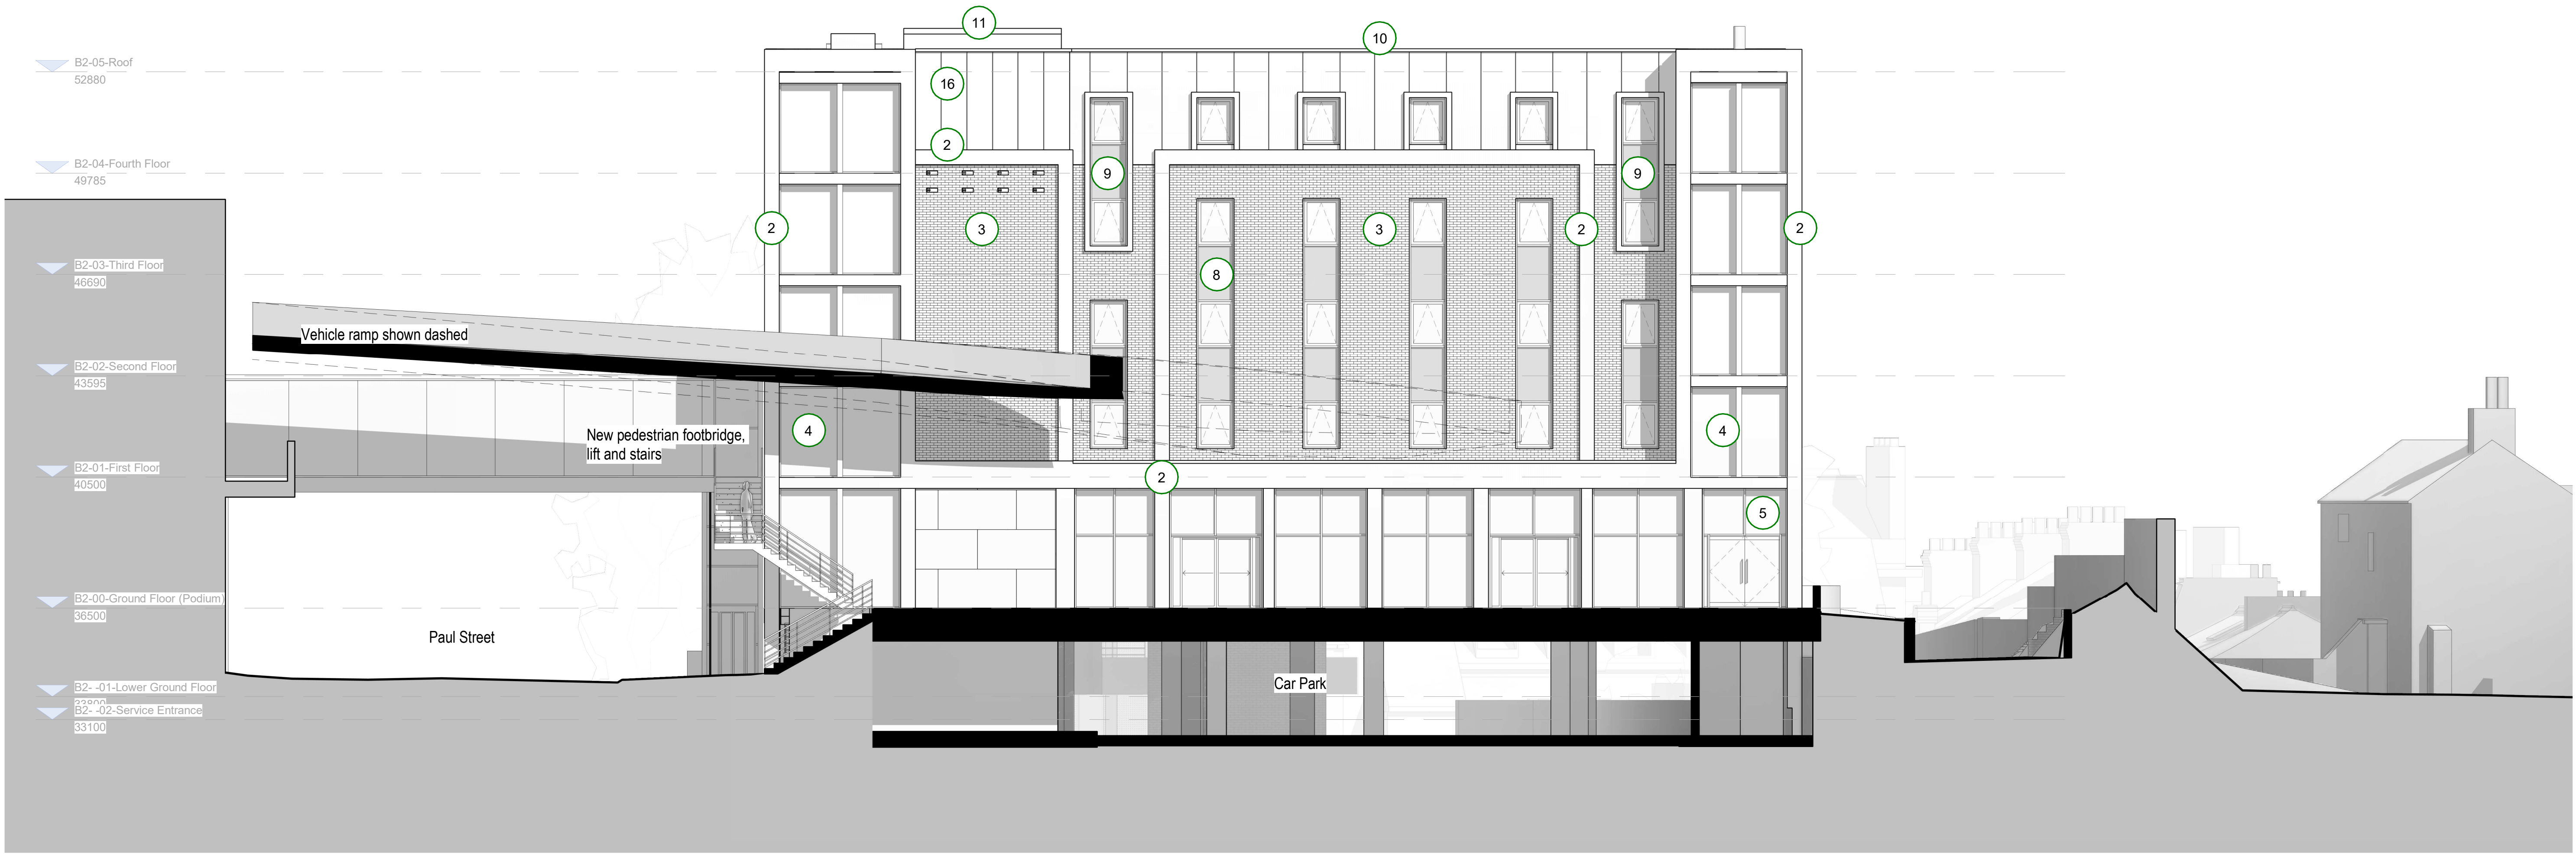 11
10
B2-05-Roof
52880
16
2
B2-04-Fourth Floor
49785
9
9
2
3
3
2
2
B2-03-Third Floor
46690
8
Vehicle ramp shown dashed
B2-02-Second Floor
43595
4
4
New pedestrian footbridge,
lift and stairs
B2-01-First Floor
40500
2
5
B2-00-Ground Floor (Podium)
36500
Paul Street
Car Park
B2- -01-Lower Ground Floor
33800
B2- -02-Service Entrance
33100